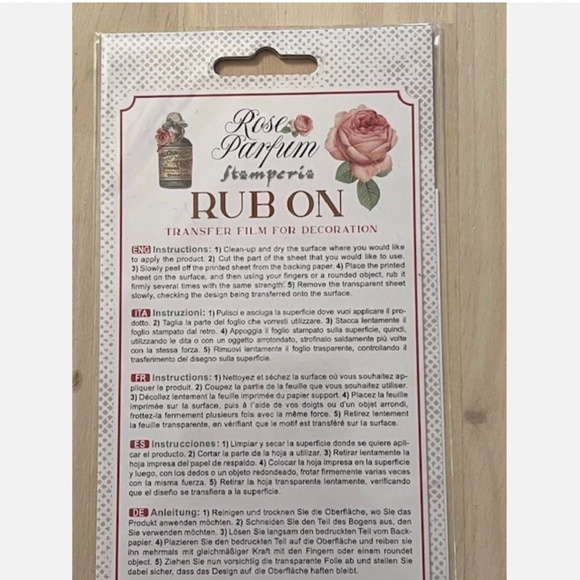 Rose
Parfum
Stamperia
RUB ON
TRANSFER FILM FOR DECORATION
ENG Instructions: 1) Clean-up and dry the surface where you would like
to apply the product. 2) Cut the part of the sheet that you would like to use.
3) Slowly peel off the printed sheet from the backing paper. 4) Place the printed
sheet on the surface, and then using your fingers or a rounded object, rub it
firmly several times with the same strength. 5) Remove the transparent sheet
slowly, checking the design being transferred onto the surface.
ITA Instruzioni: 1) Pulisci e asciuga la superficie dove vuoi applicare il pro-
dotto. 2) Taglia la parte del foglio che vorresti utilizzare. 3) Stacca lentamente il
foglio stampato dal retro. 4) Appoggia il foglio stampato sulla superficie, quindi,
utilizzando le dita o con un oggetto arrotondato, strofinalo saldamente più volte
con la stessa forza. 5) Rimuovi lentamente il foglio trasparente, controllando il
trasferimento del disegno sulla superficie.
FR Instructions: 1) Nettoyez et séchez la surface où vous souhaitez ap-
pliquer le produit. 2) Coupez la partie de la feuille que vous souhaitez utiliser.
3) Décollez lentement la feuille imprimée du papier support. 4) Placez la feuille
imprimée sur la surface, puis à l'aide de vos doigts ou d'un objet arrondi,
frottez-la fermement plusieurs fois avec la même force. 5) Retirez lentement
la feuille transparente, en vérifiant que le motif est transféré sur la surface.
ES Instrucciones: 1) Limpiar y secar la superficie donde se quiere apli-
car el producto. 2) Cortar la parte de la hoja a utilizar. 3) Retirar lentamente la
hoja impresa del papel de respaldo. 4) Colocar la hoja impresa en la superficie
y luego, con los dedos o un objeto redondeado, frotar firmemente varias veces
con la misma fuerza. 5) Retirar la hoja transparente lentamente, verificando
que el diseño se transfiera a la superficie.
DE Anleitung: 1) Reinigen und trocknen Sie die Oberfläche, wo Sie das
Produkt anwenden möchten. 2) Schneiden Sie den Teil des Bogens aus, den
Sie verwenden möchten. 3) Lösen Sie langsam den bedruckten Teil vom Back-
papier. 4) Plazieren Sie den bedruckten Teil auf die Oberfläche und reiben sie
ihn mehrmals mit gleichmäßiger Kraft mit den Fingern oder einem rounded
object. 5) Ziehen Sie nun vorsichtig die transparente Folie ab und stellen Sie
dabei sicher, dass das Design auf die Oberfläche haften bleibt.